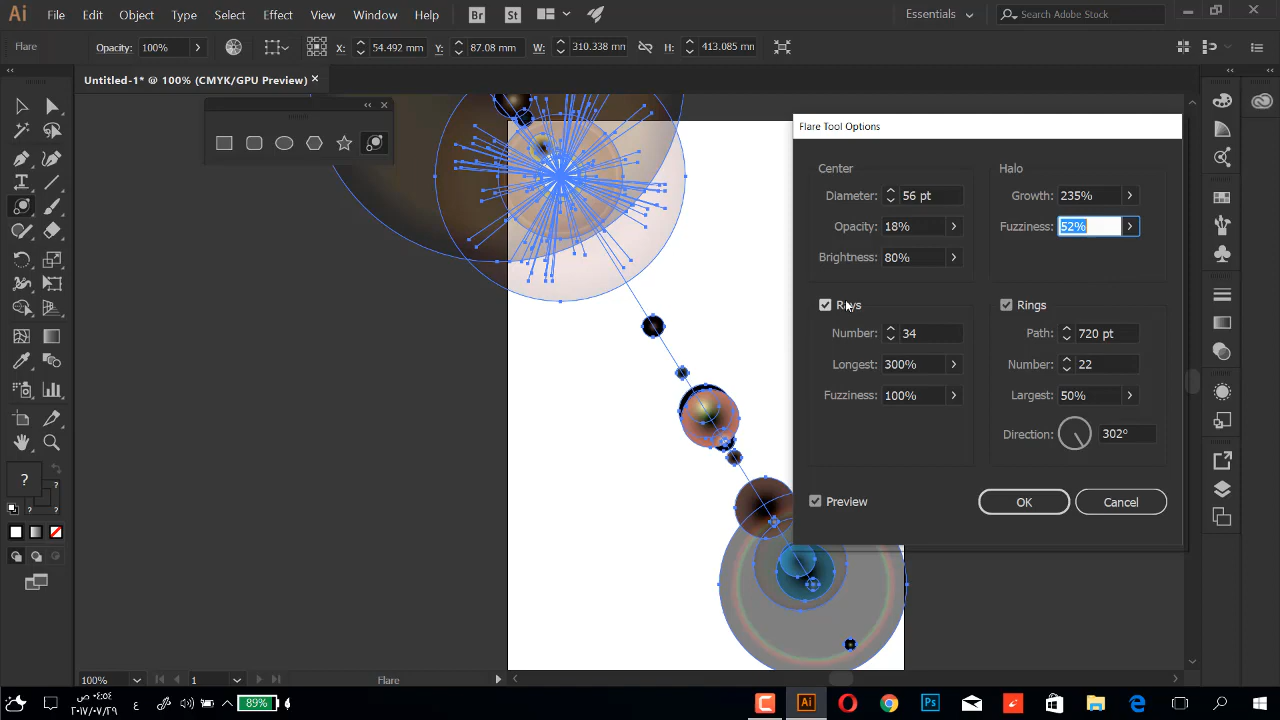 Ai File Edit Object Type Select Effect View Window Help Br St Essentials Search Adobe Stock
Flare Opacity: 100% X: 54.492 mm Y: 87.08 mm W: 310.338 mm H: 413.085 mm
Untitled-1* @ 100% (CMYK/GPU Preview)
Flare Tool Options
Center
Diameter: 56 pt
Opacity: 18%
Brightness: 80%
Halo
Growth: 235%
Fuzziness: 52%
Rays
Number: 34
Longest: 300%
Fuzziness: 100%
Rings
Path: 720 pt
Number: 22
Largest: 50%
Direction: 302°
Preview OK Cancel
T
?
?
?
?
100% 1 Flare
89%
ع
Ai
Ps